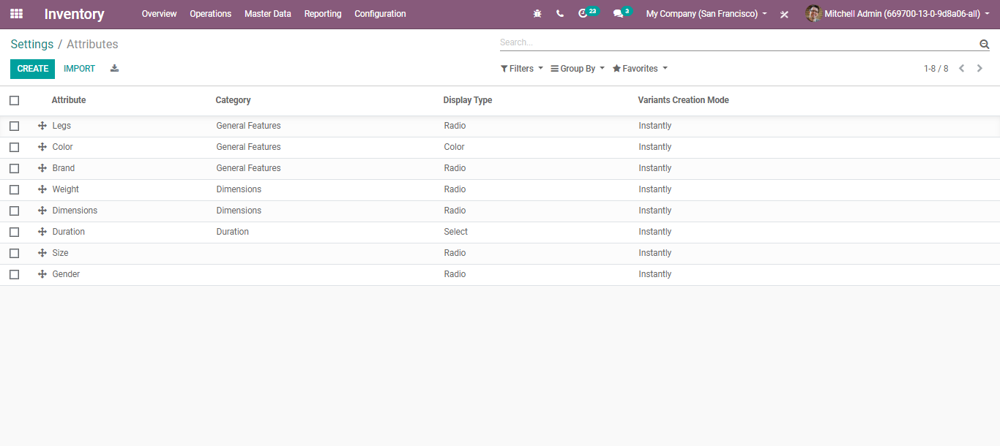 Inventory Overview Operations Master Data Reporting Configuration 23 3 My Company (San Francisco) Mitchell Admin (669700-13-0-9d8a06-all)
Settings / Attributes Search...
CREATE IMPORT Filters Group By Favorites 1-8 / 8
Attribute Category Display Type Variants Creation Mode
Legs General Features Radio Instantly
Color General Features Color Instantly
Brand General Features Radio Instantly
Weight Dimensions Radio Instantly
Dimensions Dimensions Radio Instantly
Duration Duration Select Instantly
Size Radio Instantly
Gender Radio Instantly